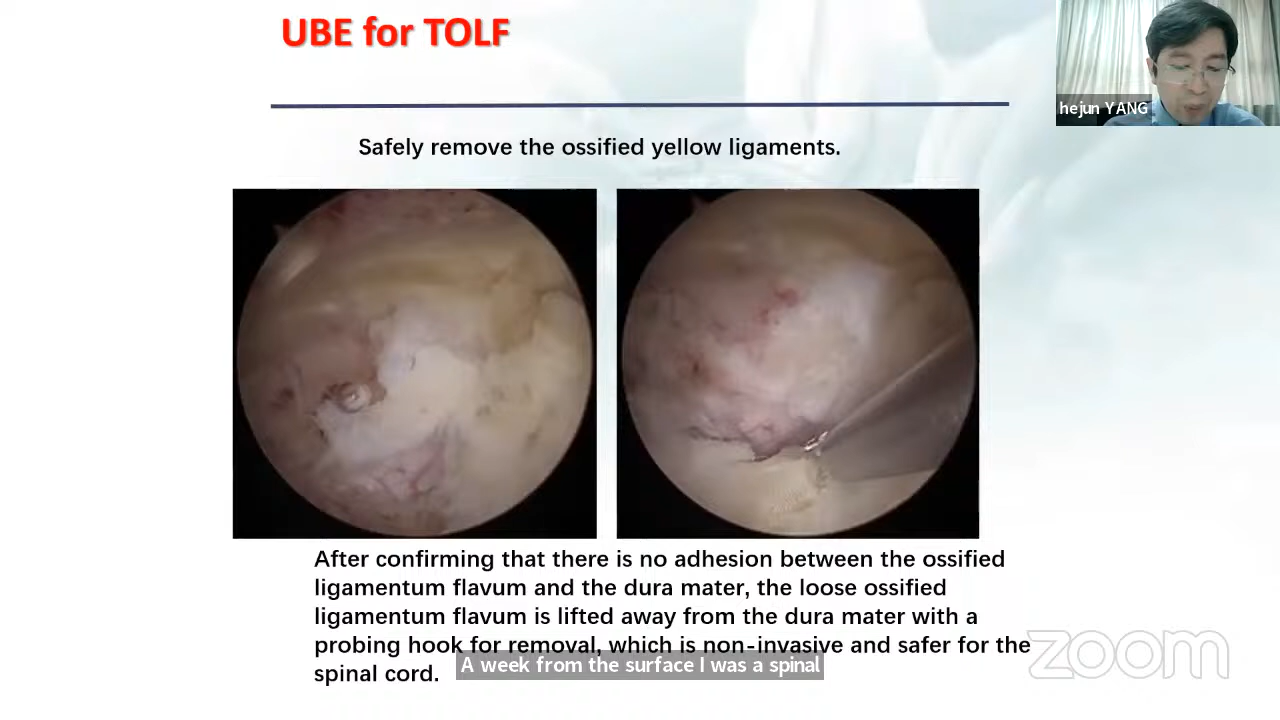 UBE for TOLF
hejun YANG
Safely remove the ossified yellow ligaments.
After confirming that there is no adhesion between the ossified
ligamentum flavum and the dura mater, the loose ossified
ligamentum flavum is lifted away from the dura mater with a
probing hook for removal, which is non-invasive and safer for the
spinal cord.
A week from the surface I was a spinal
zoom